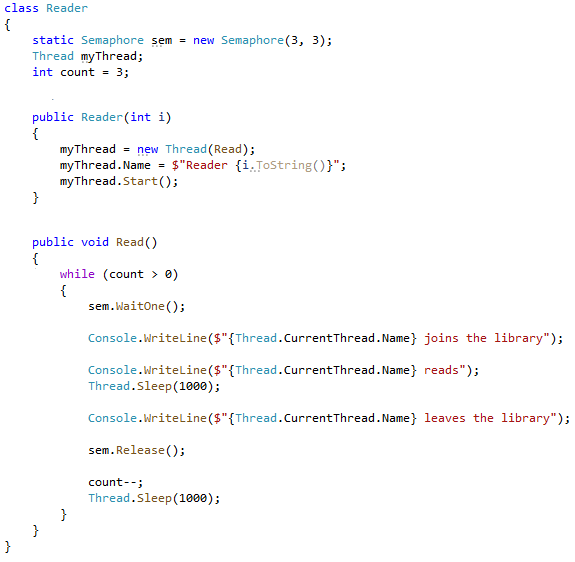 class Reader
{
    static Semaphore sem = new Semaphore(3, 3);
    Thread myThread;
    int count = 3;

    public Reader(int i)
    {
        myThread = new Thread(Read);
        myThread.Name = $"Reader {i.ToString()}";
        myThread.Start();
    }

    public void Read()
    {
        while (count > 0)
        {
            sem.WaitOne();

            Console.WriteLine($"{Thread.CurrentThread.Name} joins the library");

            Console.WriteLine($"{Thread.CurrentThread.Name} reads");
            Thread.Sleep(1000);

            Console.WriteLine($"{Thread.CurrentThread.Name} leaves the library");

            sem.Release();

            count--;
            Thread.Sleep(1000);
        }
    }
}